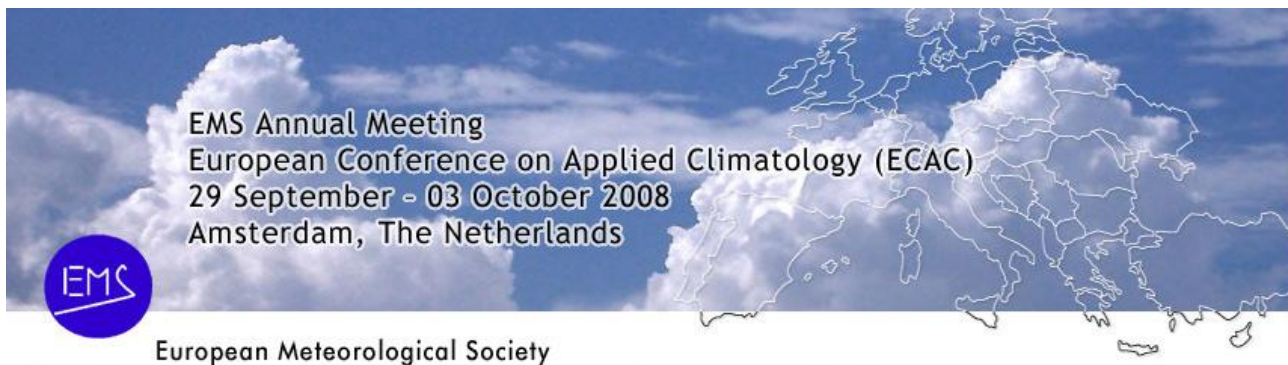 EMS Annual Meeting
European Conference on Applied Climatology (ECAC)
29 September - 03 October 2008
Amsterdam, The Netherlands
EMS
European Meteorological Society